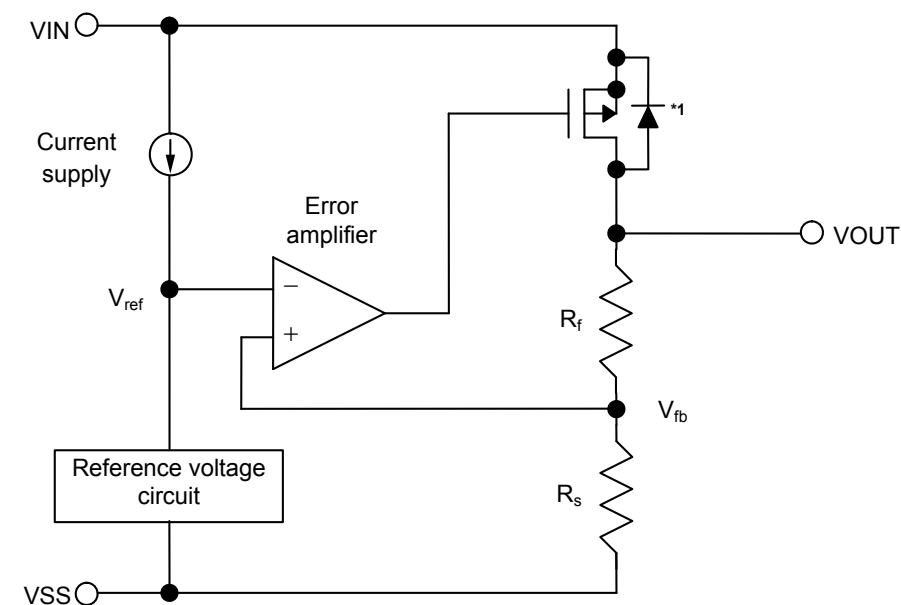 VIN
*1
Current
supply
Error
amplifier
VOUT
−
Vref
Rf
+
Vfb
Reference voltage
circuit
Rs
VSS